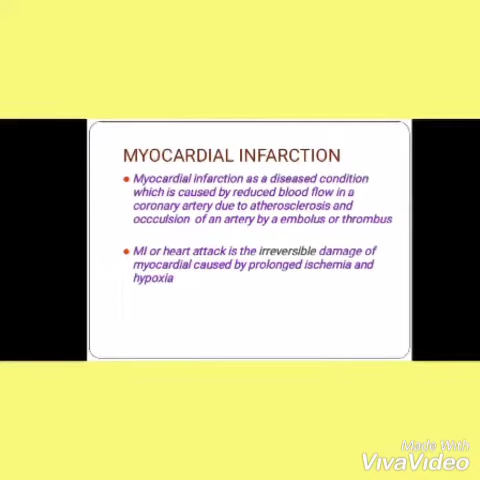 MYOCARDIAL INFARCTION
Myocardial infarction as a diseased condition
which is caused by reduced blood flow in a
coronary artery due to atherosclerosis and
occculsion of an artery by a embolus or thrombus
MI or heart attack is the irreversible damage of
myocardial caused by prolonged ischemia and
hypoxia
Made With
VivaVideo